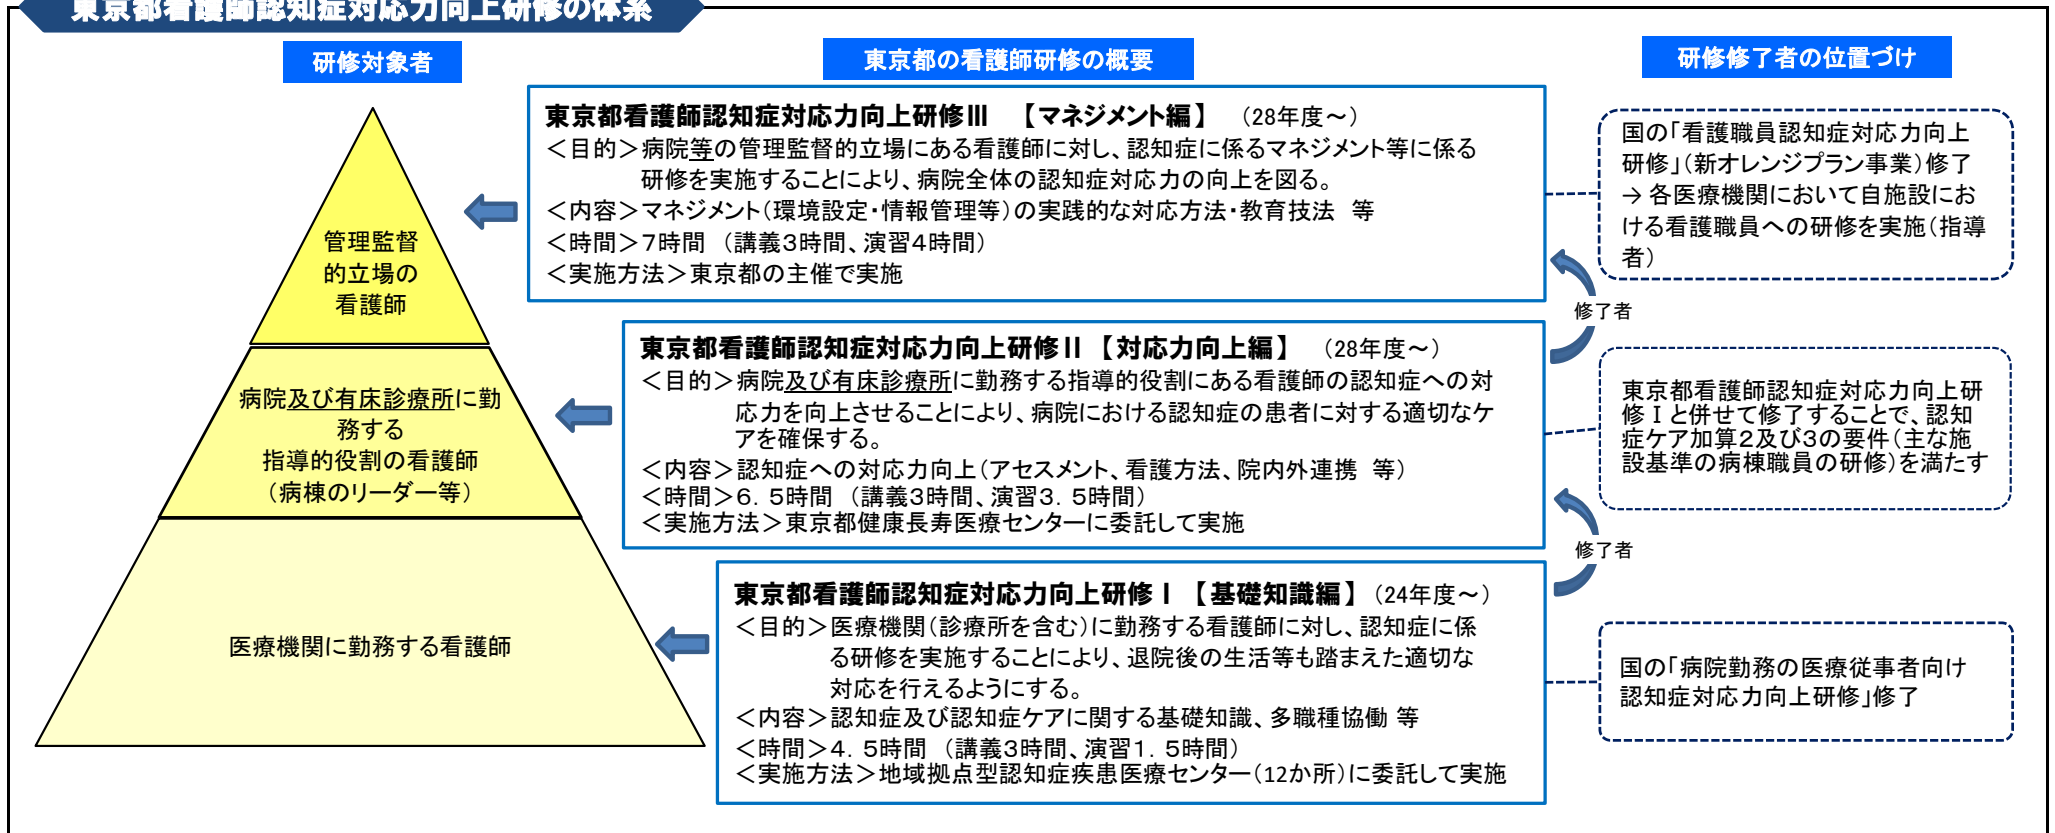 東京都看護師認知症対応力向上研修の体系
研修対象者
東京都の看護師研修の概要
研修修了者の位置づけ
管理監督
的立場の
看護師
東京都看護師認知症対応力向上研修Ⅲ 【マネジメント編】 （28年度～）
＜目的＞病院等の管理監督的立場にある看護師に対し、認知症に係るマネジメント等に係る
研修を実施することにより、病院全体の認知症対応力の向上を図る。
＜内容＞マネジメント（環境設定・情報管理等）の実践的な対応方法・教育技法 等
＜時間＞7時間 （講義3時間、演習4時間）
＜実施方法＞東京都の主催で実施
国の「看護職員認知症対応力向上
研修」（新オレンジプラン事業）修了
→ 各医療機関において自施設にお
ける看護職員への研修を実施（指導
者）
修了者
病院及び有床診療所に勤
務する
指導的役割の看護師
（病棟のリーダー等）
東京都看護師認知症対応力向上研修Ⅱ 【対応力向上編】 （28年度～）
＜目的＞病院及び有床診療所に勤務する指導的役割にある看護師の認知症への対
応力を向上させることにより、病院における認知症の患者に対する適切なケ
アを確保する。
＜内容＞認知症への対応力向上（アセスメント、看護方法、院内外連携 等）
＜時間＞6．5時間 （講義3時間、演習3．5時間）
＜実施方法＞東京都健康長寿医療センターに委託して実施
東京都看護師認知症対応力向上研
修Ⅰと併せて修了することで、認知
症ケア加算2及び3の要件（主な施
設基準の病棟職員の研修）を満たす
修了者
医療機関に勤務する看護師
東京都看護師認知症対応力向上研修Ⅰ 【基礎知識編】 （24年度～）
＜目的＞医療機関（診療所を含む）に勤務する看護師に対し、認知症に係
る研修を実施することにより、退院後の生活等も踏まえた適切な
対応を行えるようにする。
＜内容＞認知症及び認知症ケアに関する基礎知識、多職種協働 等
＜時間＞4．5時間 （講義3時間、演習1．5時間）
＜実施方法＞地域拠点型認知症疾患医療センター（12か所）に委託して実施
国の「病院勤務の医療従事者向け
認知症対応力向上研修」修了